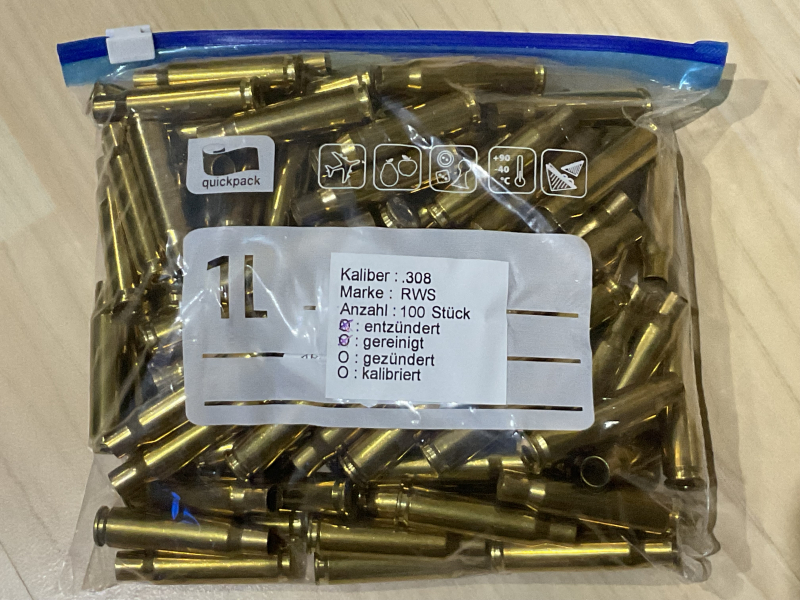 quickpack
+90
-40
°C
1L
Kaliber : .308
Marke : RWS
Anzahl : 100 Stück
O : entzündert
O : gereinigt
O : gezündert
O : kalibriert